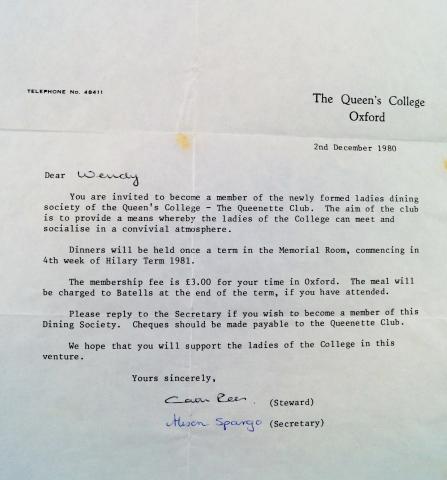 TELEPHONE No. 48411
The Queen's College
Oxford
2nd December 1980
Dear Wendy
You are invited to become a member of the newly formed ladies dining
society of the Queen's College - The Queenette Club. The aim of the club
is to provide a means whereby the ladies of the College can meet and
socialise in a convivial atmosphere.
Dinners will be held once a term in the Memorial Room, commencing in
4th week of Hilary Term 1981.
The membership fee is £3.00 for your time in Oxford. The meal will
be charged to Batells at the end of the term, if you have attended.
Please reply to the Secretary if you wish to become a member of this
Dining Society. Cheques should be made payable to the Queenette Club.
We hope that you will support the ladies of the College in this
venture.
Yours sincerely,
Rees. (Steward)
Alison Spargo (Secretary)